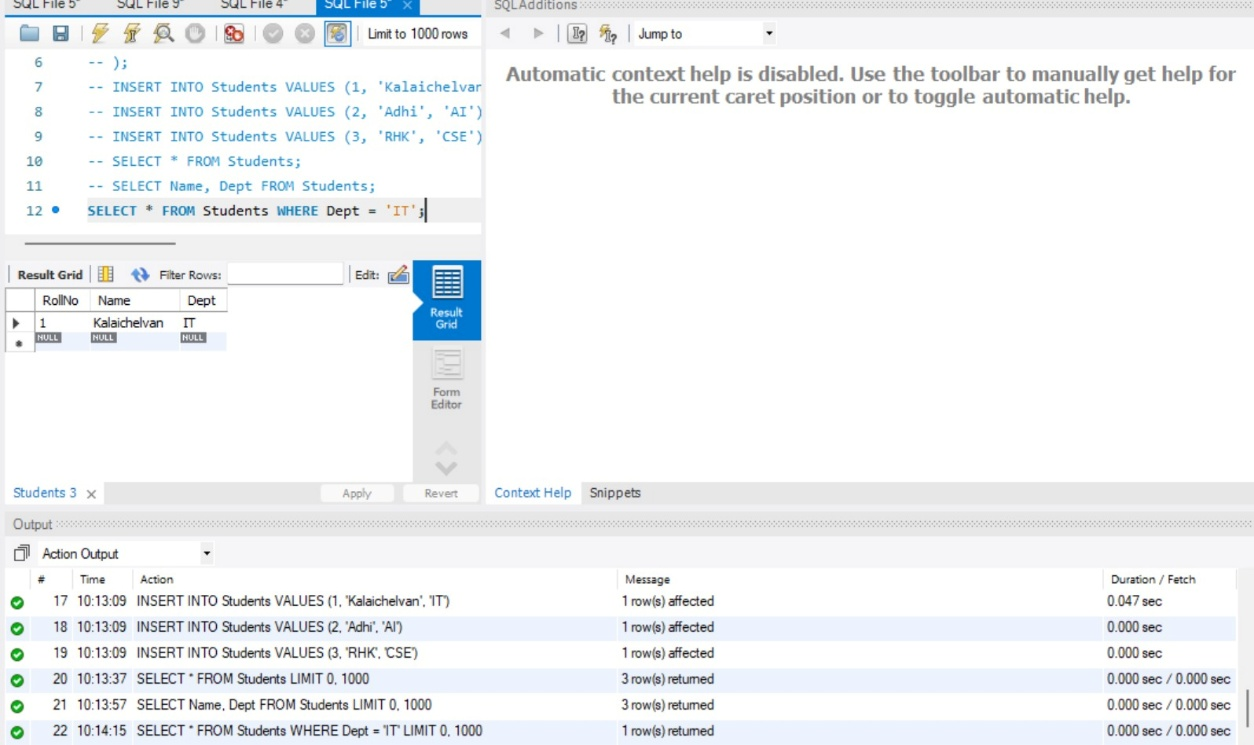 SQL File 5* SQL File 9* SQL File 4* SQL File 5* ×
Limit to 1000 rows
6 -- );
7 -- INSERT INTO Students VALUES (1, 'Kalaichelvan
8 -- INSERT INTO Students VALUES (2, 'Adhi', 'AI')
9 -- INSERT INTO Students VALUES (3, 'RHK', 'CSE')
10 -- SELECT * FROM Students;
11 -- SELECT Name, Dept FROM Students;
12 SELECT * FROM Students WHERE Dept = 'IT';
Result Grid Filter Rows: Edit:
RollNo Name Dept
1 Kalaichelvan IT
NULL NULL NULL
Result
Grid
Form
Editor
Students 3 × Apply Revert
SQLAdditions
Jump to
Automatic context help is disabled. Use the toolbar to manually get help for
the current caret position or to toggle automatic help.
Context Help Snippets
Output
Action Output
# Time Action Message Duration / Fetch
17 10:13:09 INSERT INTO Students VALUES (1, 'Kalaichelvan', 'IT') 1 row(s) affected 0.047 sec
18 10:13:09 INSERT INTO Students VALUES (2, 'Adhi', 'AI') 1 row(s) affected 0.000 sec
19 10:13:09 INSERT INTO Students VALUES (3, 'RHK', 'CSE') 1 row(s) affected 0.000 sec
20 10:13:37 SELECT * FROM Students LIMIT 0, 1000 3 row(s) returned 0.000 sec / 0.000 sec
21 10:13:57 SELECT Name, Dept FROM Students LIMIT 0, 1000 3 row(s) returned 0.000 sec / 0.000 sec
22 10:14:15 SELECT * FROM Students WHERE Dept = 'IT' LIMIT 0, 1000 1 row(s) returned 0.000 sec / 0.000 sec